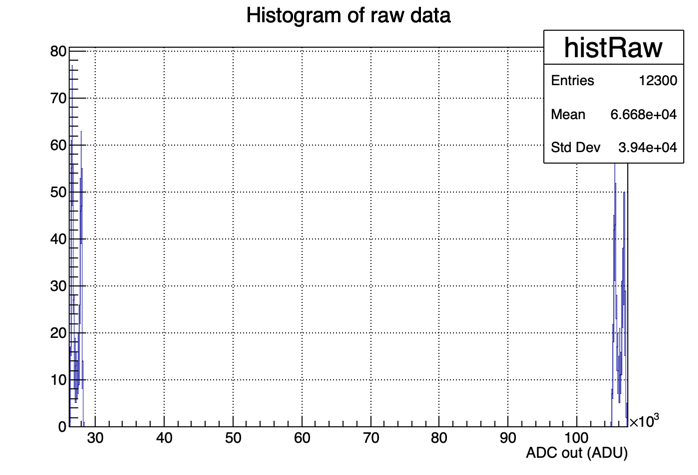 Histogram of raw data
histRaw
Entries 12300
Mean 6.668e+04
Std Dev 3.94e+04
80
70
60
50
40
30
20
10
0
30 40 50 60 70 80 90 100
×10³
ADC out (ADU)